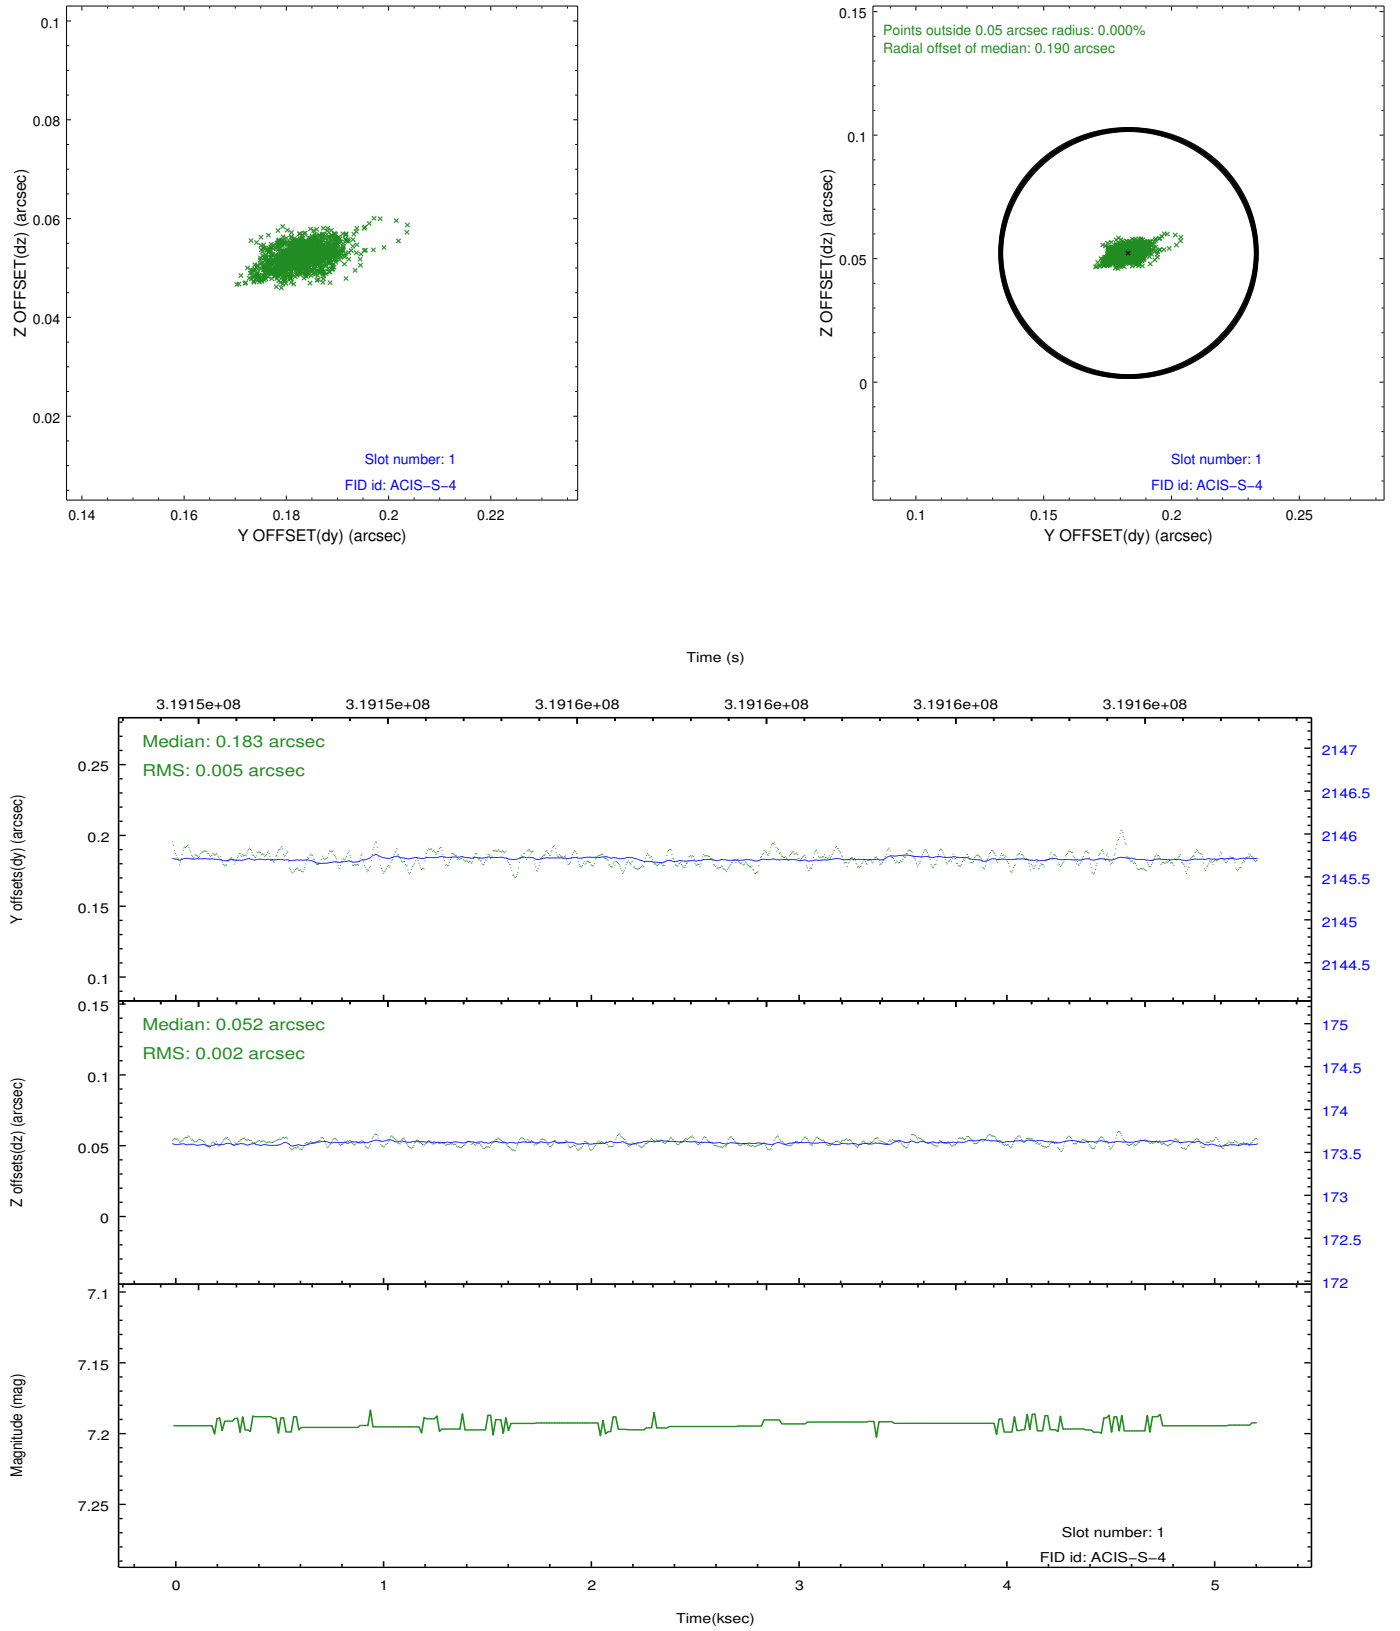 0.1
0.08
0.06
0.04
0.02
Z OFFSET(dz) (arcsec)
Slot number: 1
FID id: ACIS−S−4
0.14 0.16 0.18 0.2 0.22
Y OFFSET(dy) (arcsec)
0.15
0.1
0.05
0
Z OFFSET(dz) (arcsec)
Points outside 0.05 arcsec radius: 0.000%
Radial offset of median: 0.190 arcsec
Slot number: 1
FID id: ACIS−S−4
0.1 0.15 0.2 0.25
Y OFFSET(dy) (arcsec)
Time (s)
3.1915e+08 3.1915e+08 3.1916e+08 3.1916e+08 3.1916e+08 3.1916e+08
Median: 0.183 arcsec
RMS: 0.005 arcsec
0.25
0.2
0.15
0.1
Y offsets(dy) (arcsec)
2147
2146.5
2146
2145.5
2145
2144.5
Median: 0.052 arcsec
RMS: 0.002 arcsec
0.15
0.1
0.05
0
Z offsets(dz) (arcsec)
175
174.5
174
173.5
173
172.5
172
7.1
7.15
7.2
7.25
Magnitude (mag)
Slot number: 1
FID id: ACIS−S−4
0 1 2 3 4 5
Time(ksec)